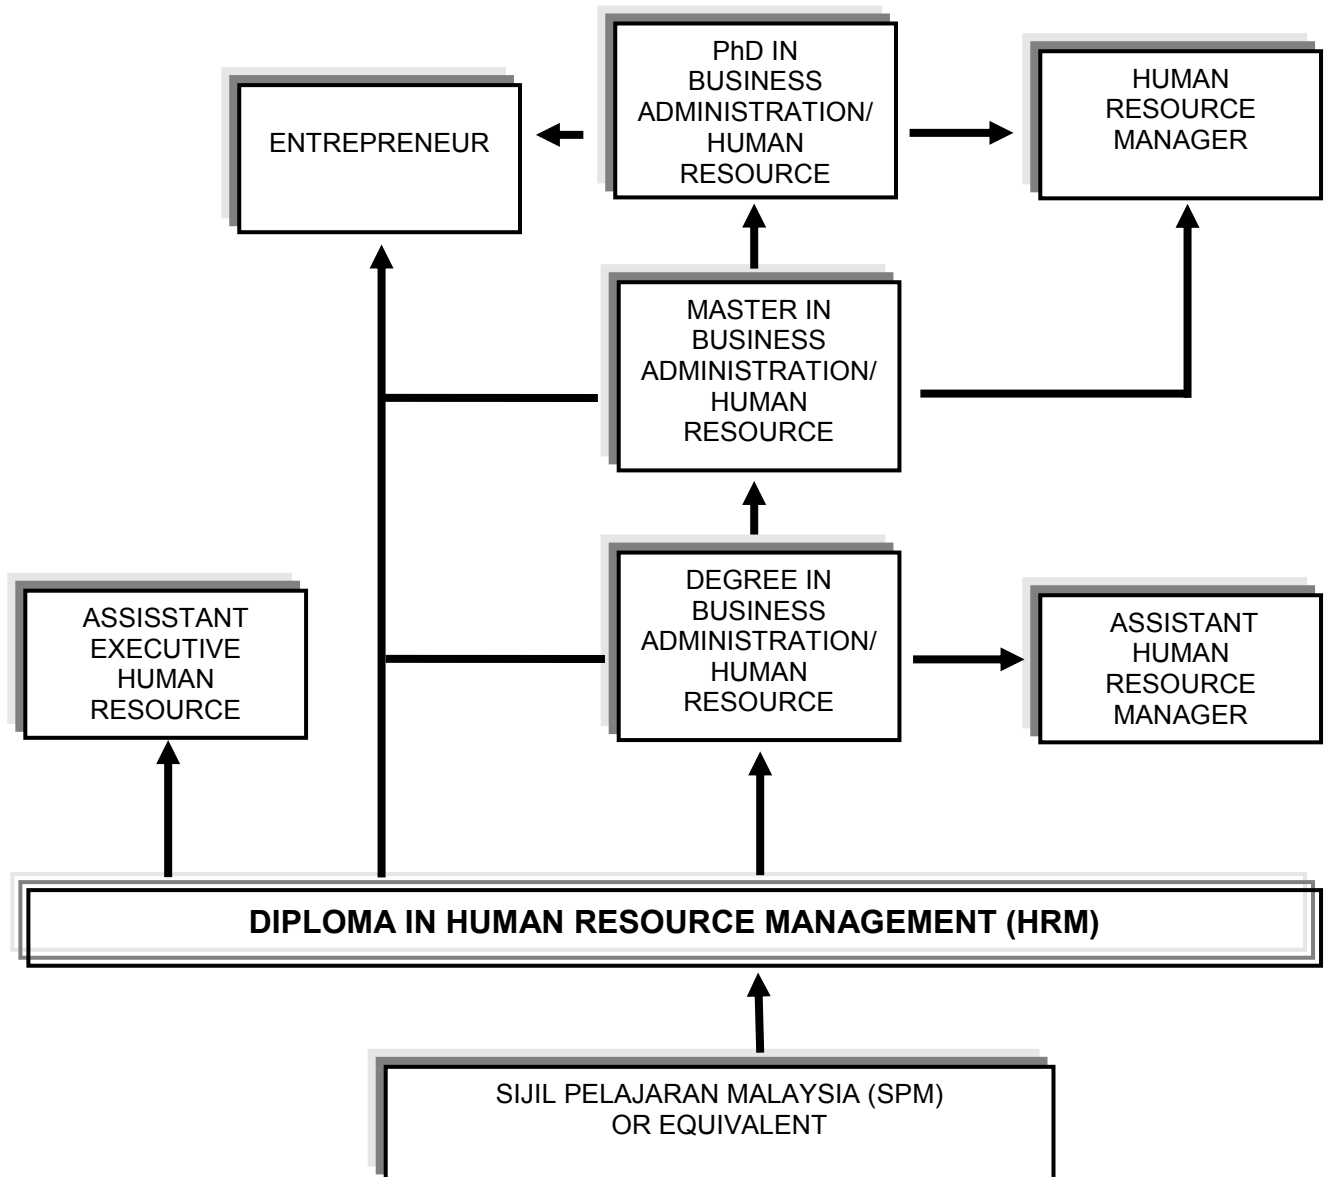 PhD IN
BUSINESS
ADMINISTRATION/
HUMAN
RESOURCE
HUMAN
RESOURCE
MANAGER
ENTREPRENEUR
MASTER IN
BUSINESS
ADMINISTRATION/
HUMAN
RESOURCE
DEGREE IN
BUSINESS
ADMINISTRATION/
HUMAN
RESOURCE
ASSISSTANT
EXECUTIVE
HUMAN
RESOURCE
ASSISTANT
HUMAN
RESOURCE
MANAGER
DIPLOMA IN HUMAN RESOURCE MANAGEMENT (HRM)
SIJIL PELAJARAN MALAYSIA (SPM)
OR EQUIVALENT